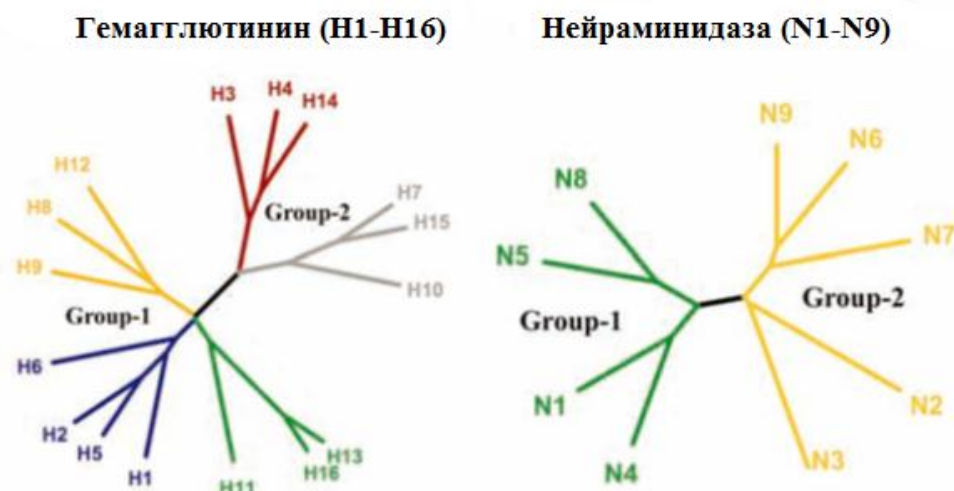 Гемагглютинин (H1-H16)
Нейраминидаза (N1-N9)
H3
H4
H14
H12
H8
H9
Group-2
H7
H15
H10
Group-1
H6
H2
H5
H1
H11
H16
H13
N9
N6
N8
N7
N5
Group-1
Group-2
N1
N4
N3
N2